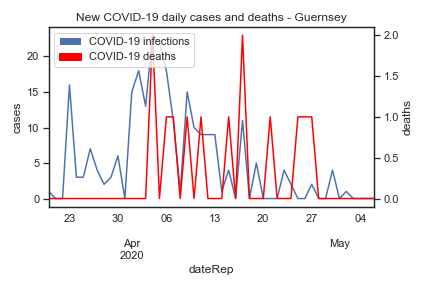 New COVID-19 daily cases and deaths - Guernsey
COVID-19 infections
COVID-19 deaths
cases
20
15
10
5
0
deaths
2.0
1.5
1.0
0.5
0.0
23 30 06 13 20 27 04
Apr May
2020
dateRep